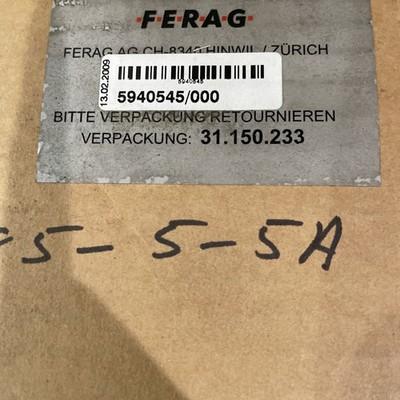 F·E·R·A·G
FERAG AG CH-8340 HINWIL / ZÜRICH
13.02.2009
5940545
5940545/000
BITTE VERPACKUNG RETOURNIEREN
VERPACKUNG: 31.150.233
5 - 5 - 5A